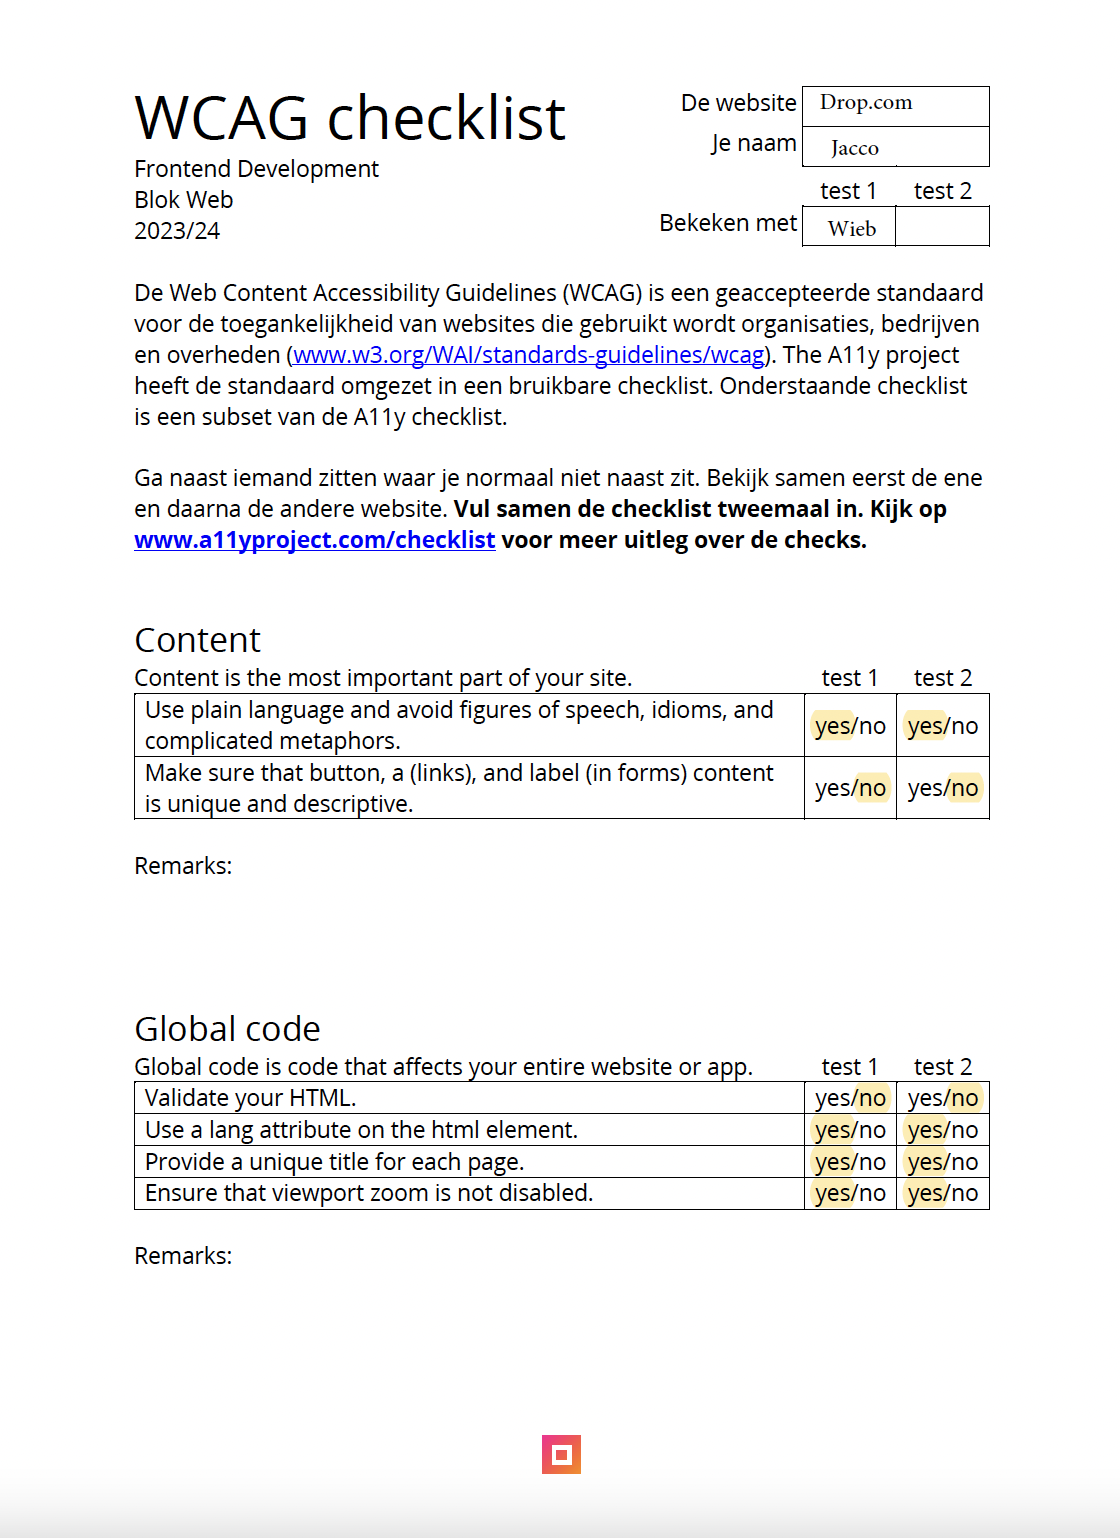 WCAG checklist
Frontend Development
Blok Web
2023/24
De website Drop.com
Je naam Jacco
test 1 test 2
Bekeken met Wieb
De Web Content Accessibility Guidelines (WCAG) is een geaccepteerde standaard
voor de toegankelijkheid van websites die gebruikt wordt organisaties, bedrijven
en overheden (www.w3.org/WAI/standards-guidelines/wcag). The A11y project
heeft de standaard omgezet in een bruikbare checklist. Onderstaande checklist
is een subset van de A11y checklist.
Ga naast iemand zitten waar je normaal niet naast zit. Bekijk samen eerst de ene
en daarna de andere website. Vul samen de checklist tweemaal in. Kijk op
www.a11yproject.com/checklist voor meer uitleg over de checks.
Content
Content is the most important part of your site. test 1 test 2
Use plain language and avoid figures of speech, idioms, and
complicated metaphors. yes/no yes/no
Make sure that button, a (links), and label (in forms) content
is unique and descriptive. yes/no yes/no
Remarks:
Global code
Global code is code that affects your entire website or app. test 1 test 2
Validate your HTML. yes/no yes/no
Use a lang attribute on the html element. yes/no yes/no
Provide a unique title for each page. yes/no yes/no
Ensure that viewport zoom is not disabled. yes/no yes/no
Remarks: